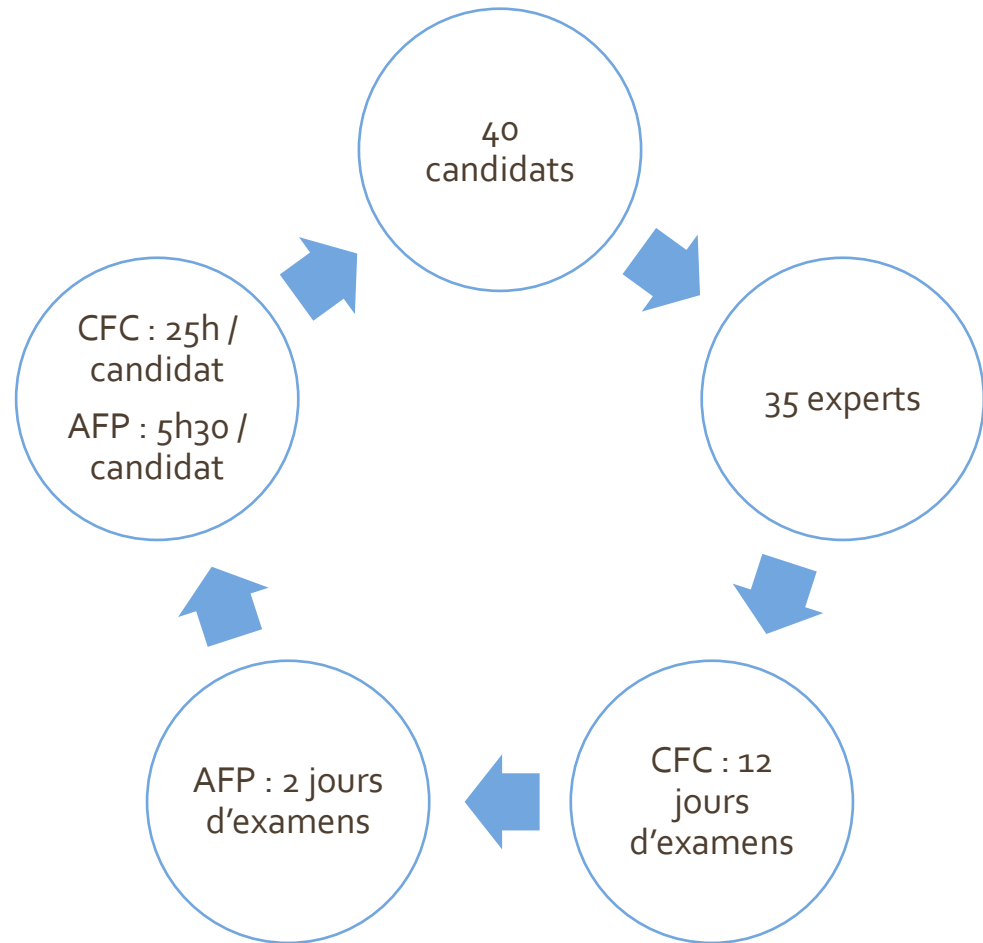 40
candidats
35 experts
CFC : 12
jours
d'examens
AFP : 2 jours
d'examens
CFC : 25h /
candidat
AFP : 5h30 /
candidat